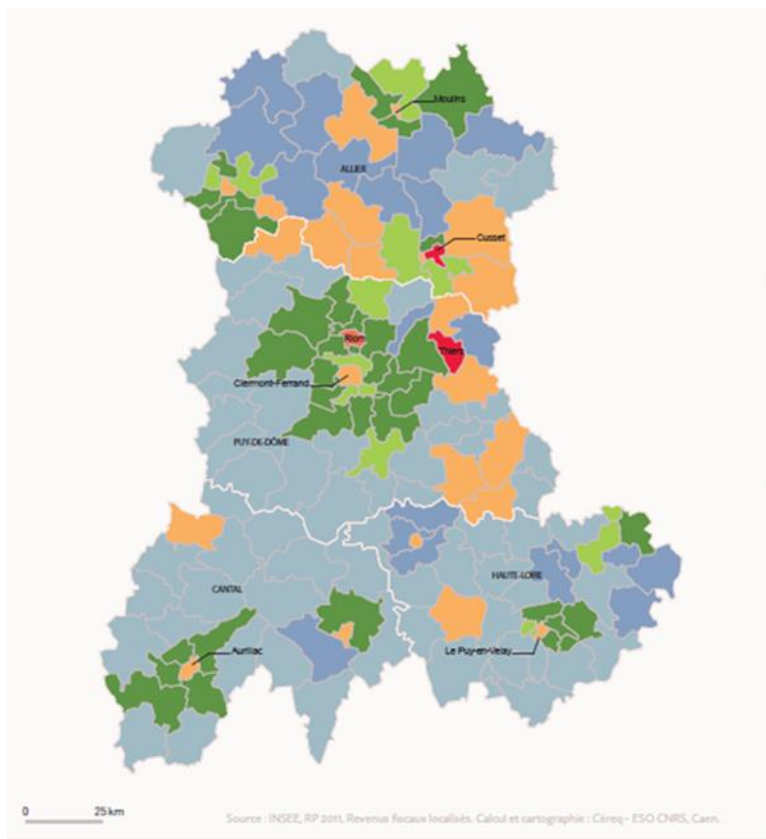 Moulins
ALLIER
Cusset
Riom
Thiers
Clermont-Ferrand
PUY-DE-DÔME
HAUTE-LOIRE
CANTAL
Aurillac
Le Puy-en-Velay
0 25 km
Source : INSEE, RP 2011, Revenus fiscaux localisés. Calcul et cartographie : Céreq - ESO CNRS, Caen.